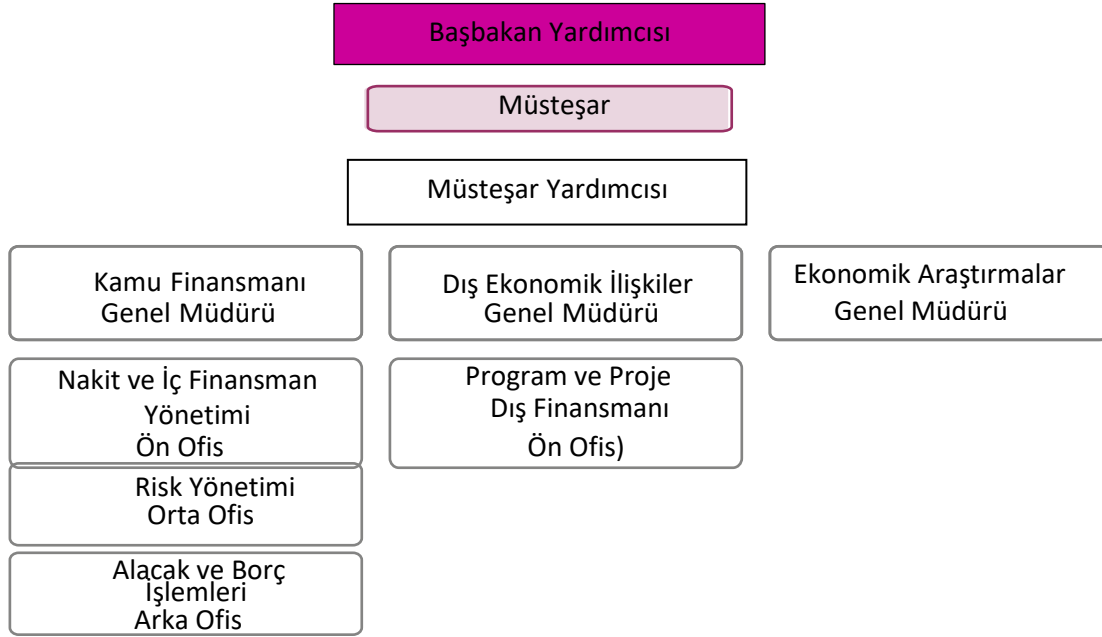 Başbakan Yardımcısı
Müsteşar
Müsteşar Yardımcısı
Kamu Finansmanı
Genel Müdürü
Dış Ekonomik İlişkiler
Genel Müdürü
Ekonomik Araştırmalar
Genel Müdürü
Nakit ve İç Finansman
Yönetimi
Ön Ofis
Program ve Proje
Dış Finansmanı
Ön Ofis)
Risk Yönetimi
Orta Ofis
Alacak ve Borç
İşlemleri
Arka Ofis